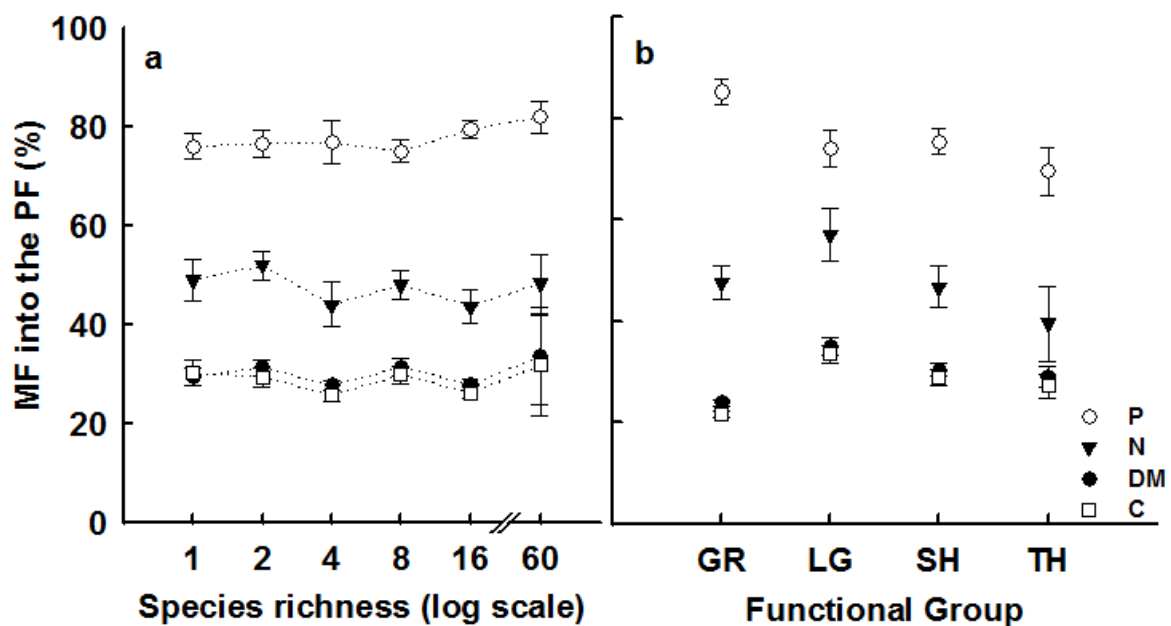 MF into the PF (%)
100
80
60
40
20
0
a
1 2 4 8 16 60
Species richness (log scale)
b
P
N
DM
C
GR LG SH TH
Functional Group